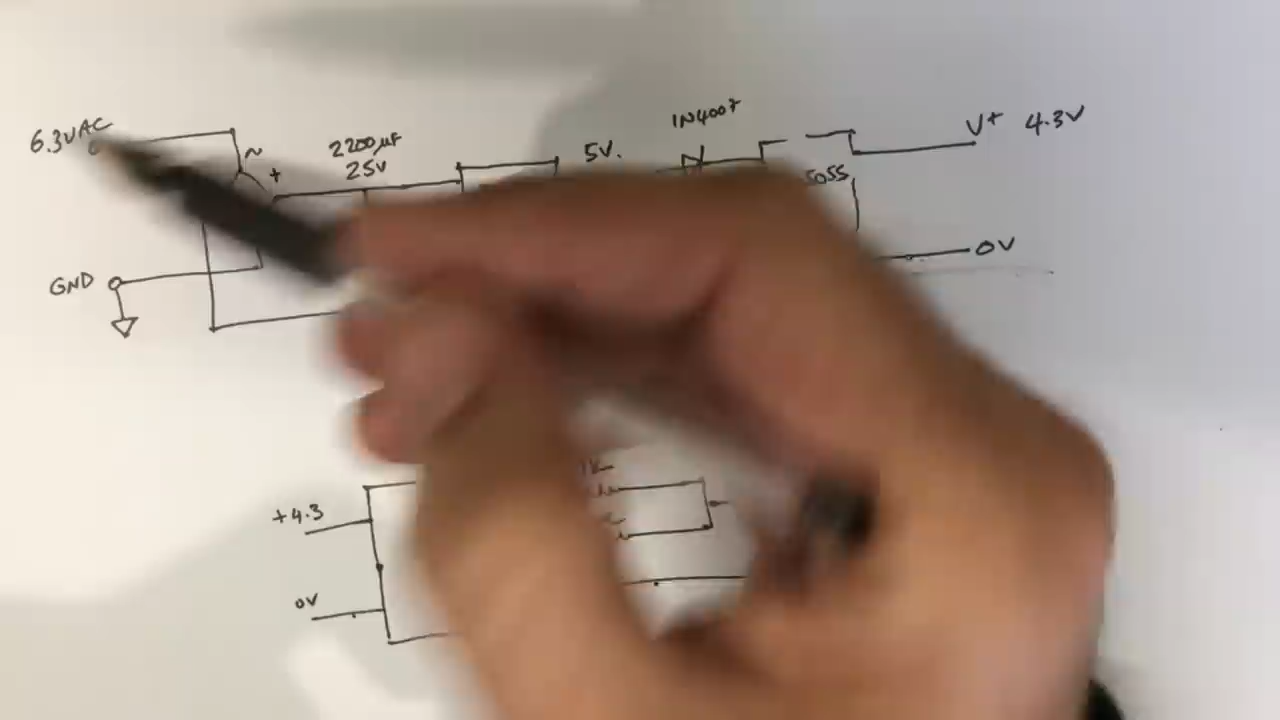 6.3VAC
~
+
2200µF
25V
5V.
1N4007
V+ 4.3V
0V
GND
+4.3
0V